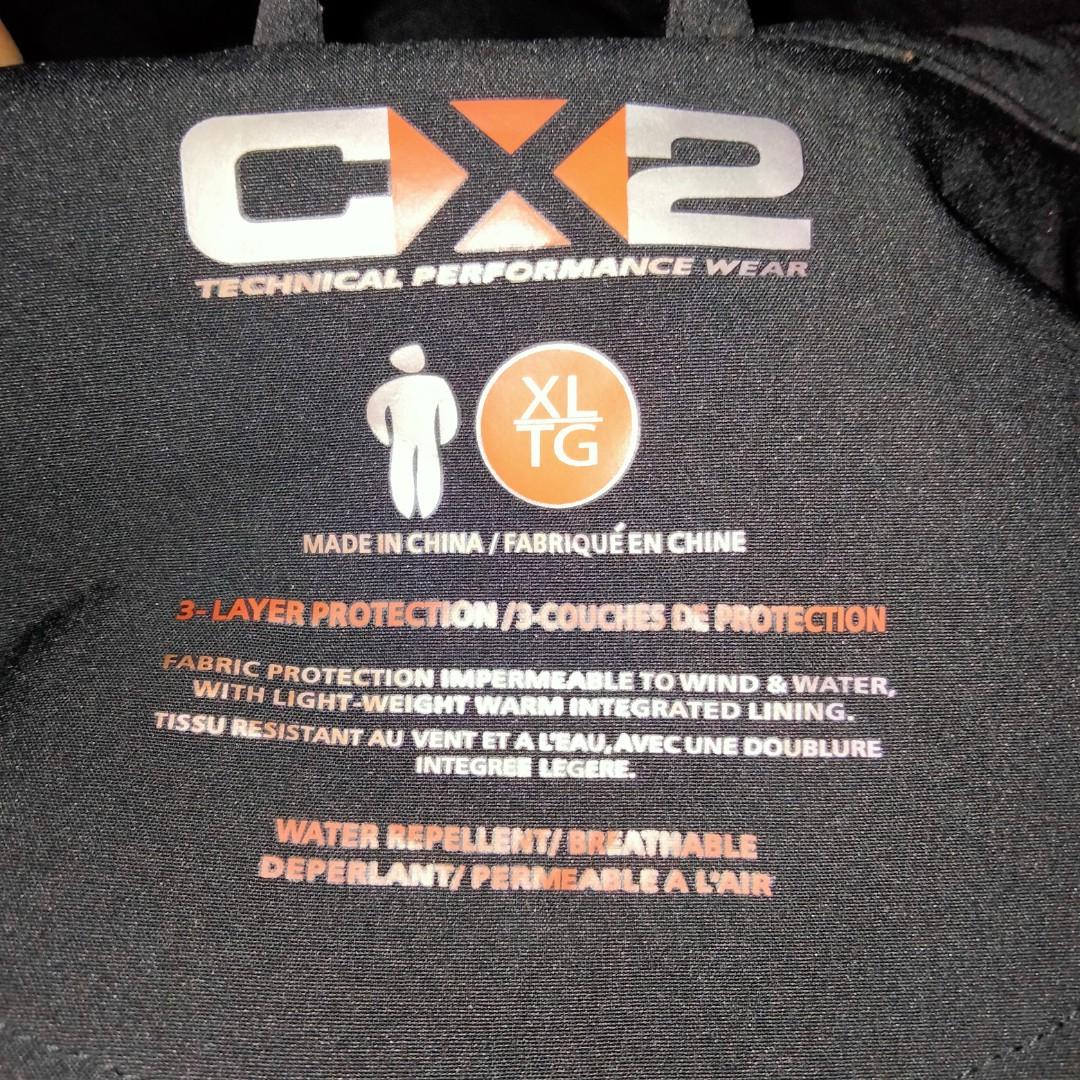 CX2
TECHNICAL PERFORMANCE WEAR
XL
TG
MADE IN CHINA / FABRIQUÉ EN CHINE
3-LAYER PROTECTION /3-COUCHES DE PROTECTION
FABRIC PROTECTION IMPERMEABLE TO WIND & WATER,
WITH LIGHT-WEIGHT WARM INTEGRATED LINING.
TISSU RESISTANT AU VENT ET A L'EAU, AVEC UNE DOUBLURE
INTEGREE LEGERE.
WATER REPELLENT/ BREATHABLE
DEPERLANT/ PERMEABLE A L'AIR